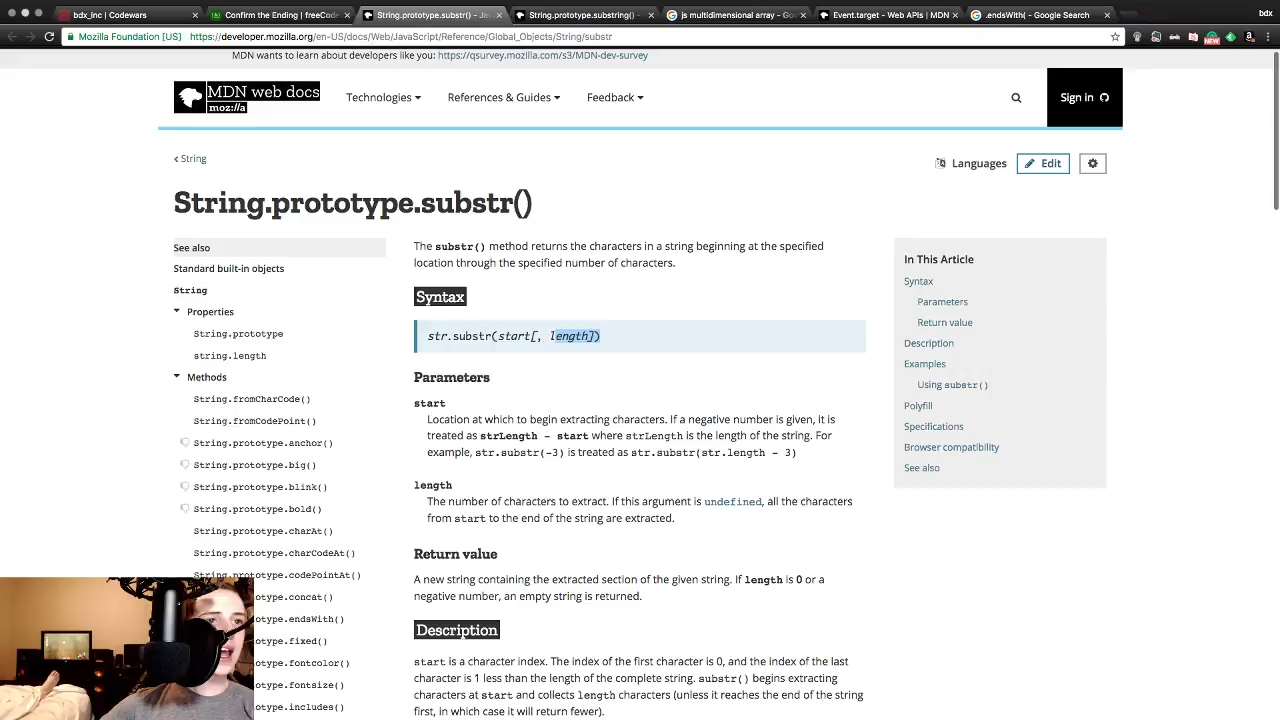 bdx_inc | Codewars
Confirm the Ending | freeCode
String.prototype.substr() - Ja
String.prototype.substring() -
js multidimensional array - Go
Event.target - Web APIs | MDN
.endsWith( - Google Search
bdx
Mozilla Foundation [US]
https://developer.mozilla.org/en-US/docs/Web/JavaScript/Reference/Global_Objects/String/substr
NEW
MDN wants to learn about developers like you: https://qsurvey.mozilla.com/s3/MDN-dev-survey
MDN web docs
moz://a
Technologies
References & Guides
Feedback
Sign in
String
Languages
Edit
String.prototype.substr()
See also
Standard built-in objects
String
Properties
String.prototype
string.length
Methods
String.fromCharCode()
String.fromCodePoint()
String.prototype.anchor()
String.prototype.big()
String.prototype.blink()
String.prototype.bold()
String.prototype.charAt()
String.prototype.charCodeAt()
String.prototype.codePointAt()
otype.concat()
otype.endsWith()
otype.fixed()
otype.fontcolor()
otype.fontsize()
otype.includes()
The substr() method returns the characters in a string beginning at the specified
location through the specified number of characters.
Syntax
str.substr(start[, length])
Parameters
start
Location at which to begin extracting characters. If a negative number is given, it is
treated as strLength - start where strLength is the length of the string. For
example, str.substr(-3) is treated as str.substr(str.length - 3)
length
The number of characters to extract. If this argument is undefined, all the characters
from start to the end of the string are extracted.
Return value
A new string containing the extracted section of the given string. If length is 0 or a
negative number, an empty string is returned.
Description
start is a character index. The index of the first character is 0, and the index of the last
character is 1 less than the length of the complete string. substr() begins extracting
characters at start and collects length characters (unless it reaches the end of the string
first, in which case it will return fewer).
In This Article
Syntax
Parameters
Return value
Description
Examples
Using substr()
Polyfill
Specifications
Browser compatibility
See also